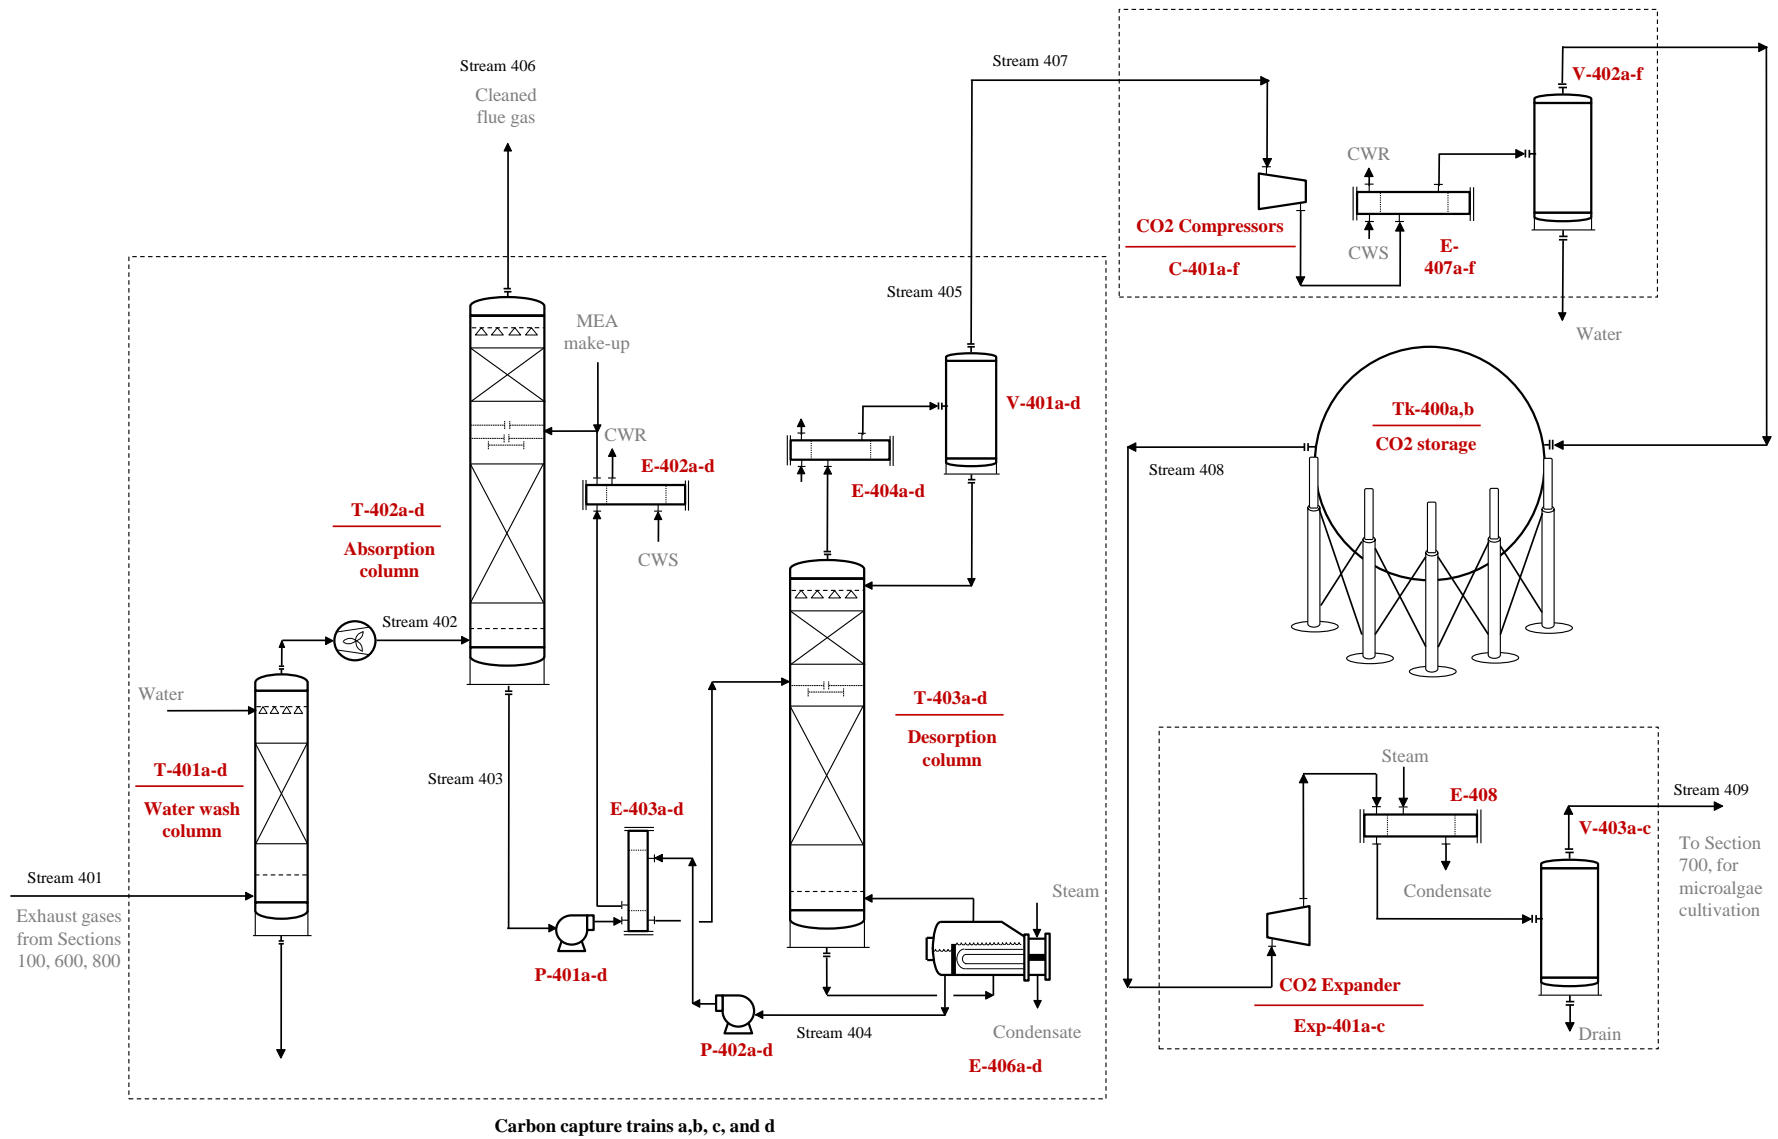 Stream 406
Cleaned
flue gas
Stream 407
V-402a-f
CWR
CO2 Compressors
C-401a-f
CWS
E-
407a-f
Water
Stream 405
MEA
make-up
V-401a-d
CWR
E-402a-d
E-404a-d
CWS
T-402a-d
Absorption
column
Tk-400a,b
CO2 storage
Stream 408
Stream 402
Water
T-401a-d
Water wash
column
Stream 403
E-403a-d
T-403a-d
Desorption
column
Stream 401
Exhaust gases
from Sections
100, 600, 800
P-401a-d
Steam
P-402a-d
Stream 404
Condensate
E-406a-d
Steam
E-408
Condensate
Stream 409
V-403a-c
To Section
700, for
microalgae
cultivation
CO2 Expander
Exp-401a-c
Drain
Carbon capture trains a,b, c, and d